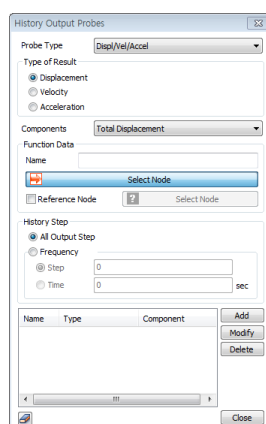 History Output Probes
Probe Type Displ/Vel/Accel
Type of Result
Displacement
Velocity
Acceleration
Components Total Displacement
Function Data
Name
Select Node
Reference Node ? Select Node
History Step
All Output Step
Frequency
Step 0
Time 0 sec
Name Type Component Add
Modify
Delete
Close